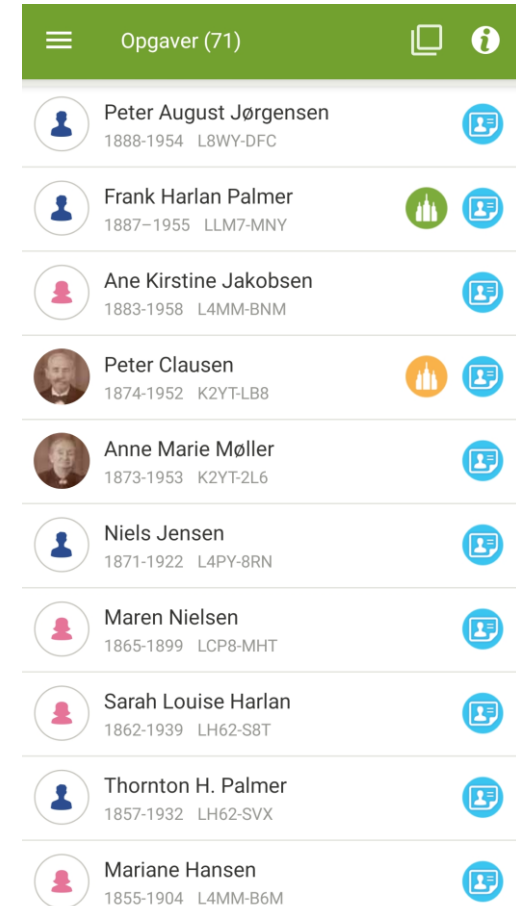 Opgaver (71)
Peter August Jørgensen
1888-1954 L8WY-DFC
Frank Harlan Palmer
1887–1955 LLM7-MNY
Ane Kirstine Jakobsen
1883-1958 L4MM-BNM
Peter Clausen
1874-1952 K2YT-LB8
Anne Marie Møller
1873-1953 K2YT-2L6
Niels Jensen
1871-1922 L4PY-8RN
Maren Nielsen
1865-1899 LCP8-MHT
Sarah Louise Harlan
1862-1939 LH62-S8T
Thornton H. Palmer
1857-1932 LH62-SVX
Mariane Hansen
1855-1904 L4MM-B6M